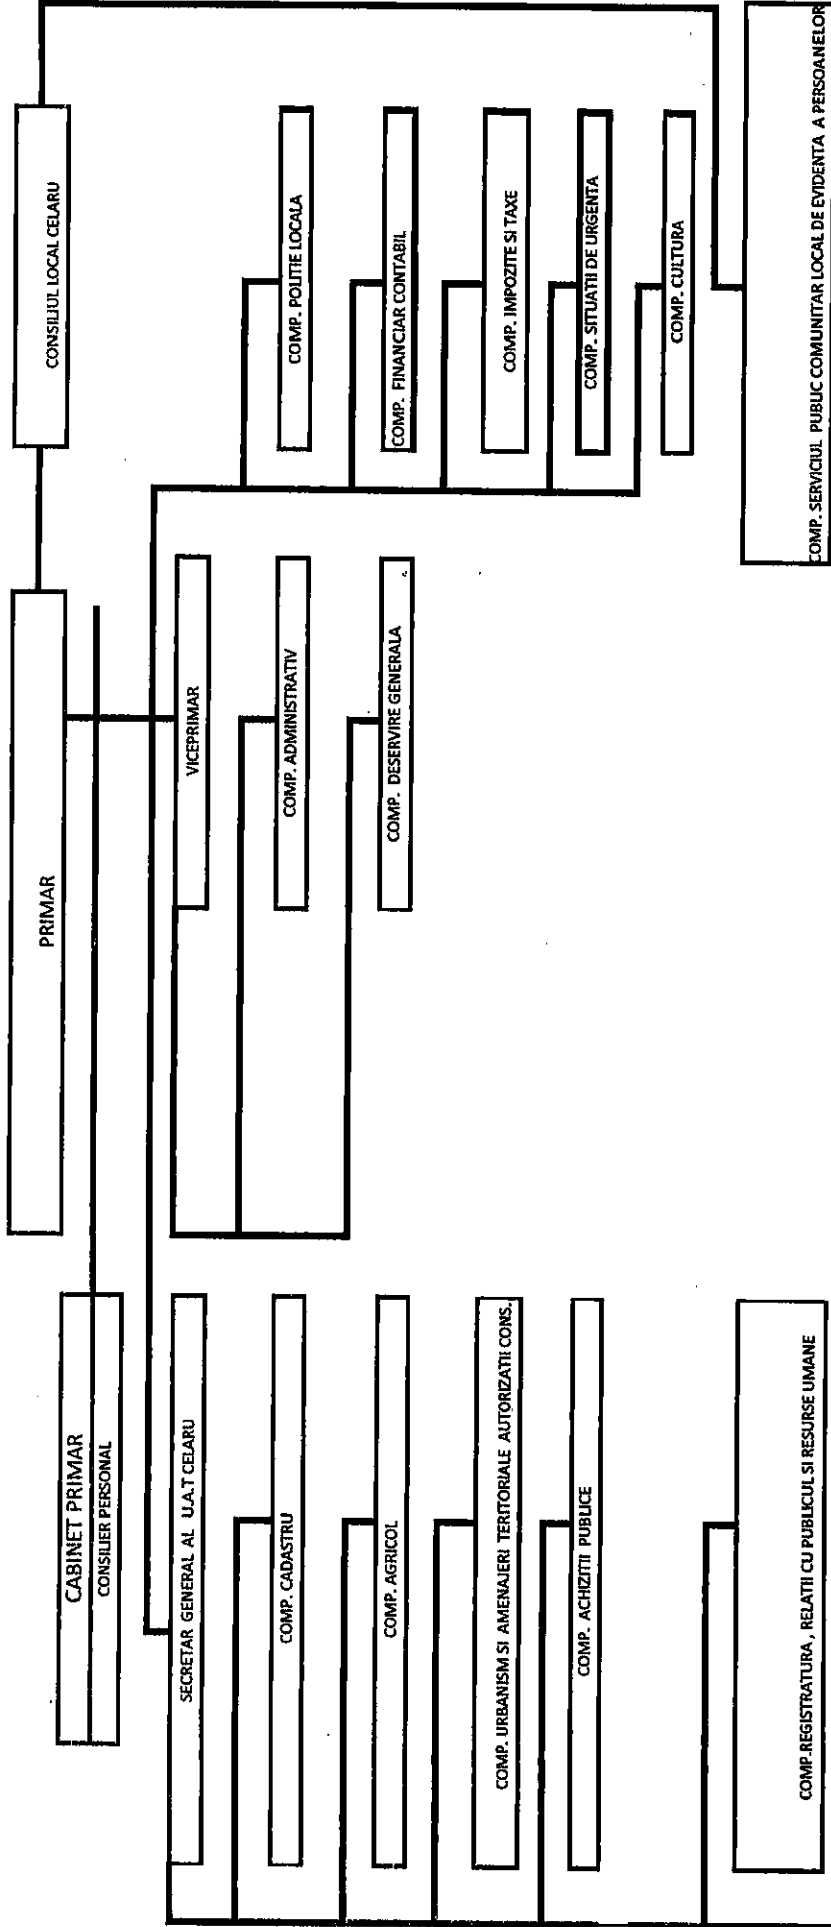 CONSILIUL LOCAL CELARU
PRIMAR
CABINET PRIMAR
CONSILIER PERSONAL
SECRETAR GENERAL AL U.A.T CELARU
VICEPRIMAR
COMP. CADASTRU
COMP. ADMINISTRATIV
COMP. POLITIE LOCALA
COMP. AGRICOL
COMP. DESERVIRE GENERALA
COMP. FINANCIAR CONTABIL
COMP. URBANISM SI AMENAJERI TERITORIALE AUTORIZATII CONS.
COMP. IMPOZITE SI TAXE
COMP. ACHIZITII PUBLICE
COMP. SITUATII DE URGENTA
COMP. CULTURA
COMP.REGISTRATURA , RELATII CU PUBLICUL SI RESURSE UMANE
COMP. SERVICIUL PUBLIC COMUNITAR LOCAL DE EVIDENTA A PERSOANELOR